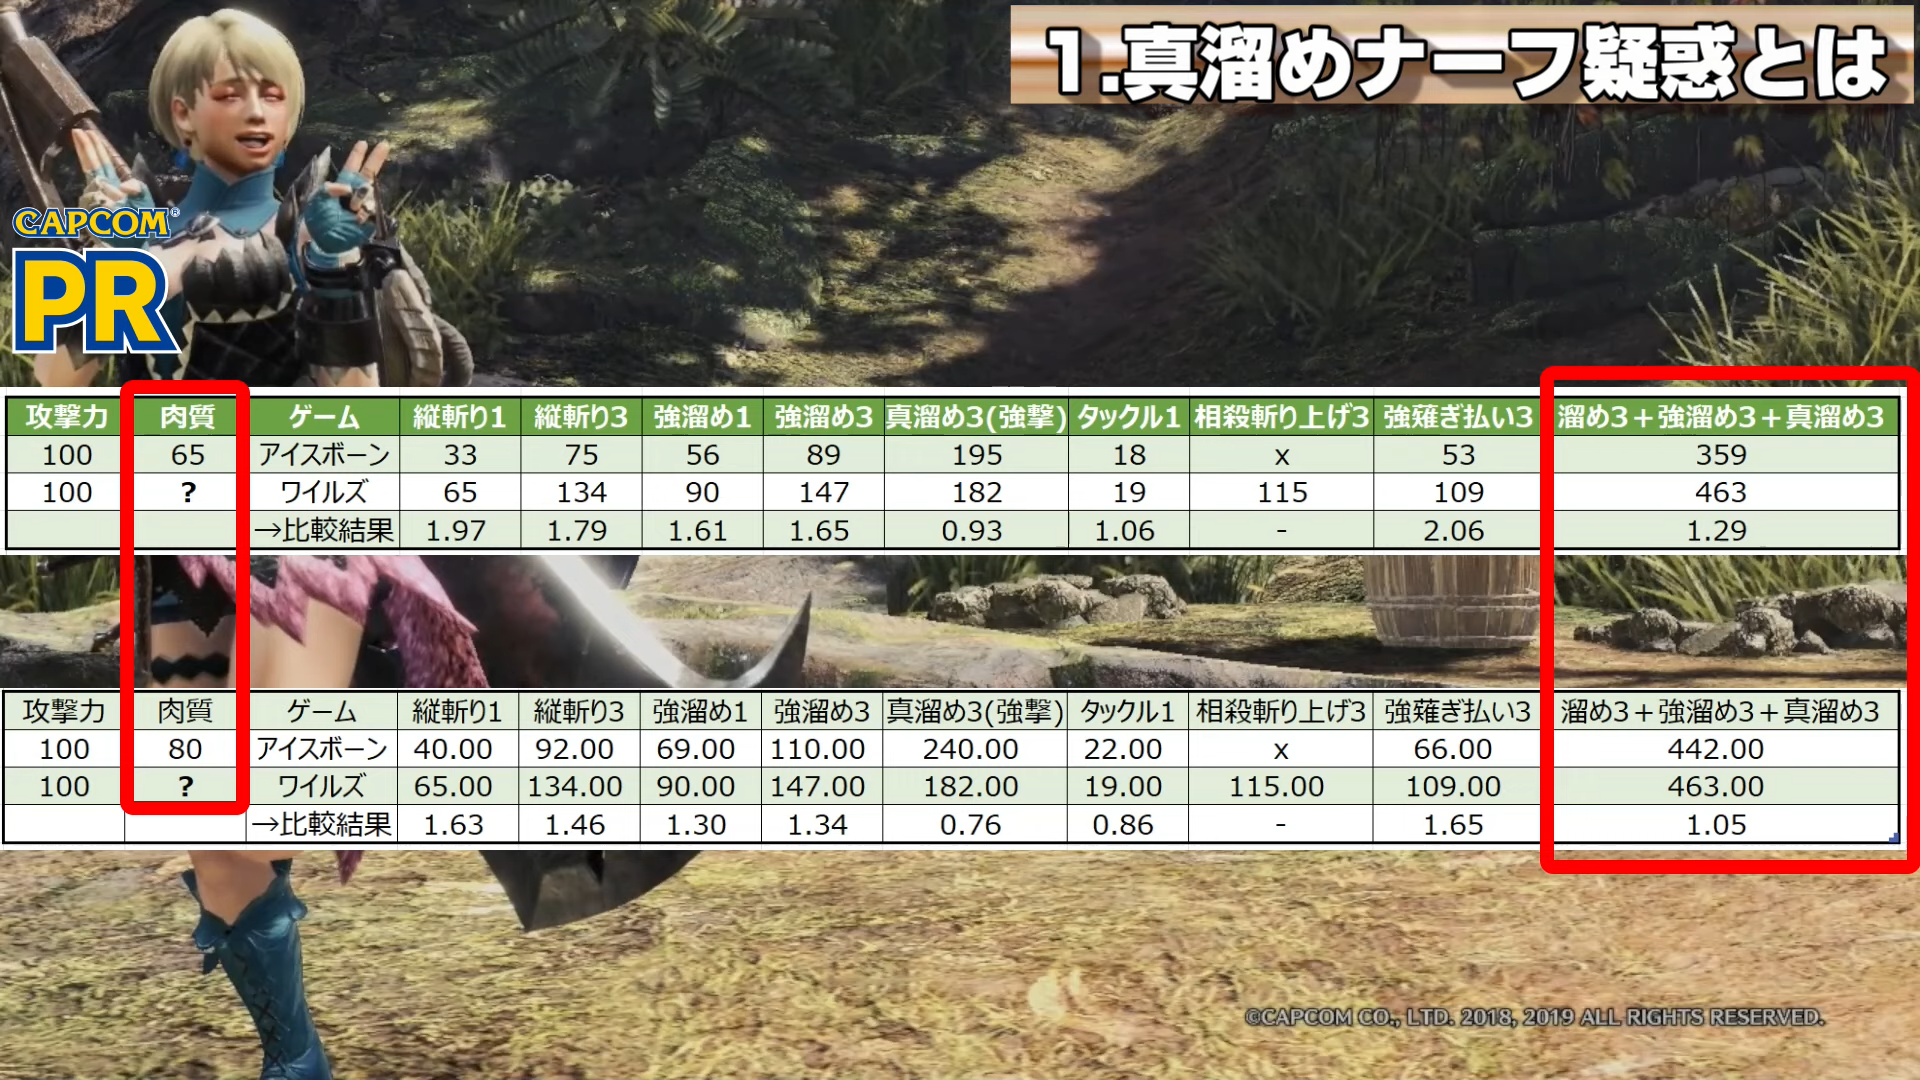 1.真溜めナーフ疑惑とは
CAPCOM®
PR
攻撃力 肉質 ゲーム 縦斬り1 縦斬り3 強溜め1 強溜め3 真溜め3(強撃) タックル1 相殺斬り上げ3 強薙ぎ払い3 溜め3+強溜め3+真溜め3
100 65 アイスボーン 33 75 56 89 195 18 x 53 359
100 ? ワイルズ 65 134 90 147 182 19 115 109 463
→比較結果 1.97 1.79 1.61 1.65 0.93 1.06 - 2.06 1.29
攻撃力 肉質 ゲーム 縦斬り1 縦斬り3 強溜め1 強溜め3 真溜め3(強撃) タックル1 相殺斬り上げ3 強薙ぎ払い3 溜め3+強溜め3+真溜め3
100 80 アイスボーン 40.00 92.00 69.00 110.00 240.00 22.00 x 66.00 442.00
100 ? ワイルズ 65.00 134.00 90.00 147.00 182.00 19.00 115.00 109.00 463.00
→比較結果 1.63 1.46 1.30 1.34 0.76 0.86 - 1.65 1.05
©CAPCOM CO., LTD. 2018, 2019 ALL RIGHTS RESERVED.